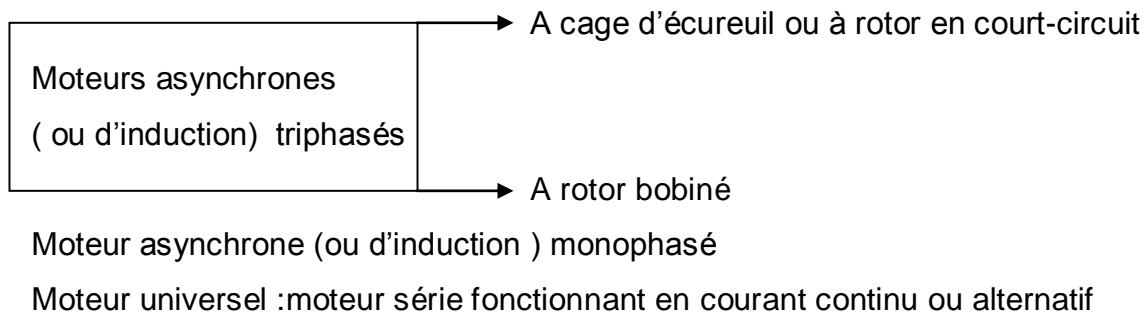 A cage d’écureuil ou à rotor en court-circuit
Moteurs asynchrones
( ou d’induction) triphasés
A rotor bobiné
Moteur asynchrone (ou d’induction ) monophasé
Moteur universel :moteur série fonctionnant en courant continu ou alternatif